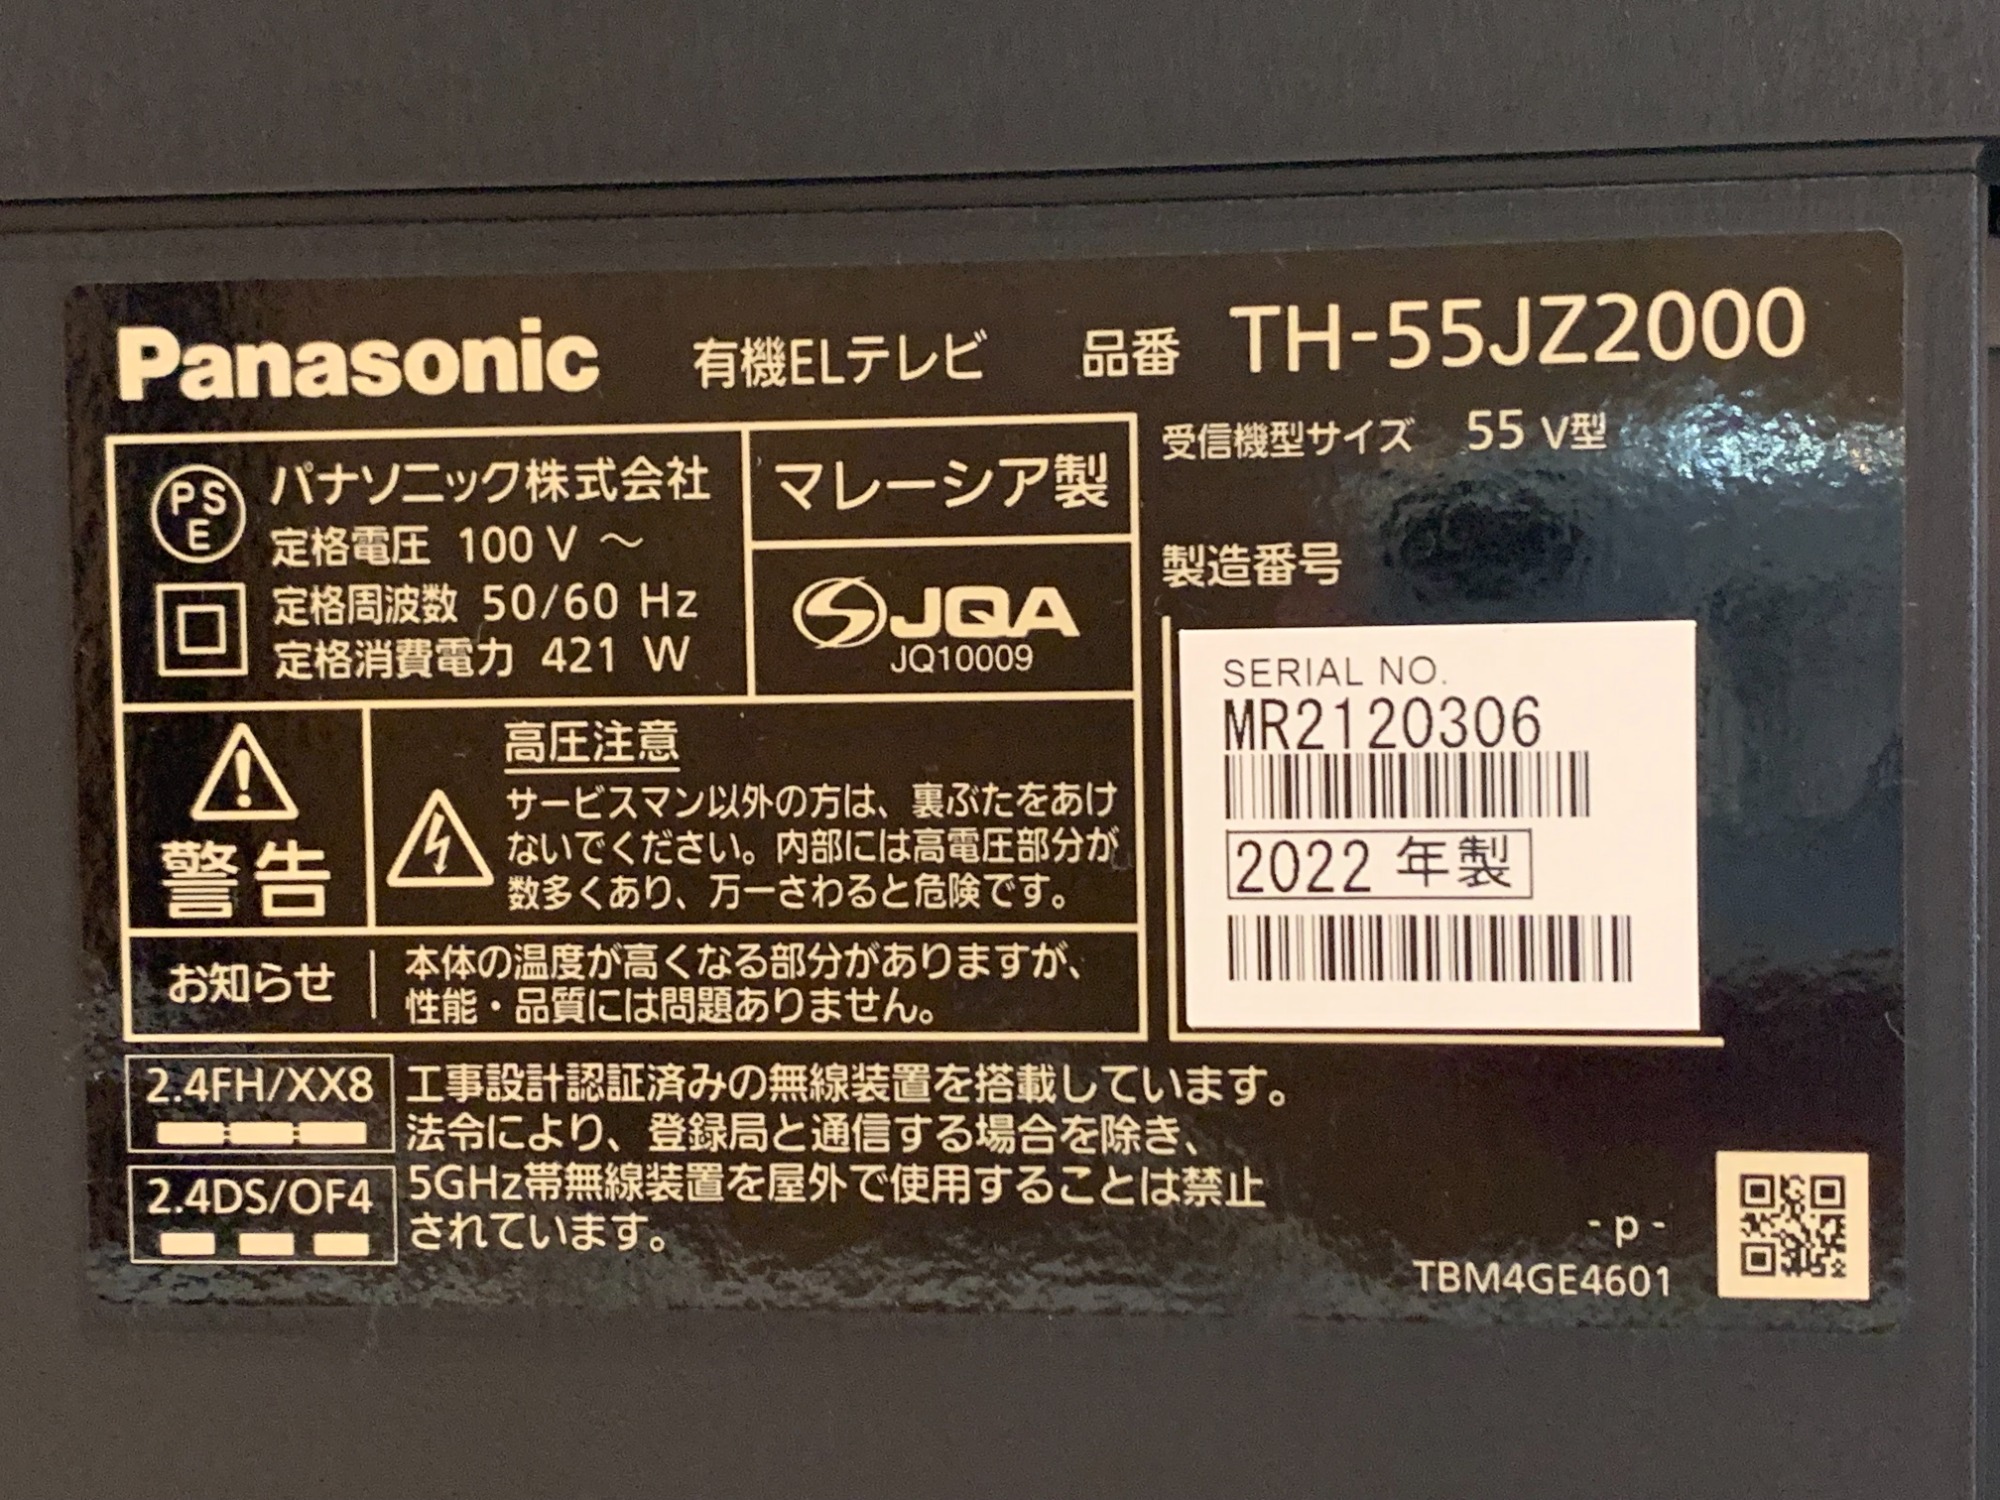 Panasonic 有機ELテレビ 品番 TH-55JZ2000
受信機型サイズ 55 V型
PS
E
パナソニック株式会社
定格電圧 100 V ～
定格周波数 50/60 Hz
定格消費電力 421 W
マレーシア製
JQA
JQ10009
製造番号
SERIAL NO.
MR2120306
2022 年製
警告
高圧注意
サービスマン以外の方は、裏ぶたをあけ
ないでください。内部には高電圧部分が
数多くあり、万一さわると危険です。
お知らせ
本体の温度が高くなる部分がありますが、
性能・品質には問題ありません。
2.4FH/XX8
2.4DS/OF4
工事設計認証済みの無線装置を搭載しています。
法令により、登録局と通信する場合を除き、
5GHz帯無線装置を屋外で使用することは禁止
されています。
- p -
TBM4GE4601